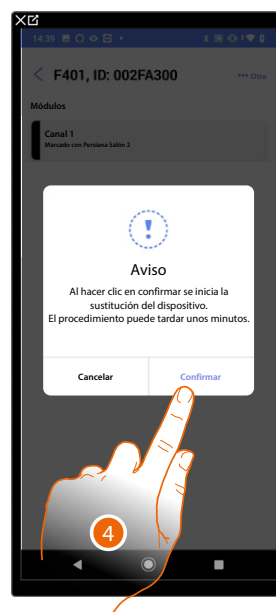 14:39
F401, ID: 002FA300
••• Otro
Módulos
Canal 1
Marcado con Persiana Salón 2
Aviso
Al hacer clic en confirmar se inicia la
sustitución del dispositivo.
El procedimiento puede tardar unos minutos.
Cancelar
Confirmar
4